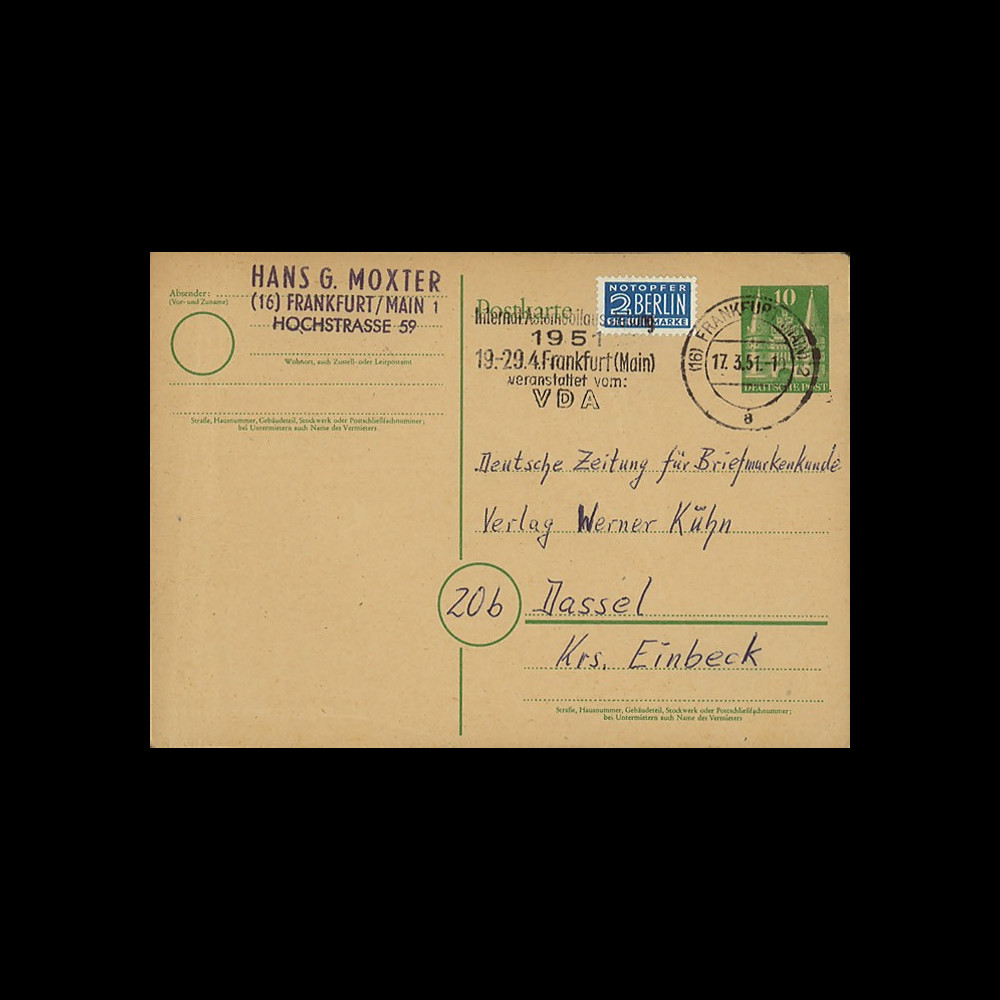 HANS G. MOXTER
Absender:
(Vor- und Zuname)
(16) FRANKFURT/MAIN 1
HOCHSTRASSE 59
Wohnort, auch Zustell- oder Leitpostamt
Straße, Hausnummer, Gebäudeteil, Stockwerk oder Postschließfachnummer;
bei Untermietern auch Name des Vermieters
Postkarte
NOTOPFER
2 BERLIN
STEUERMARKE
10
DEUTSCHE POST
1951
19.-29.4. Frankfurt (Main)
veranstaltet vom:
VDA
(16) FRANKFURT (MAIN) 2
17. 3.51.-1
a
Deutsche Zeitung für Briefmarkenkunde
Verlag Werner Kühn
20b Dassel
Krs. Einbeck
Straße, Hausnummer, Gebäudeteil, Stockwerk oder Postschließfachnummer;
bei Untermietern auch Name des Vermieters